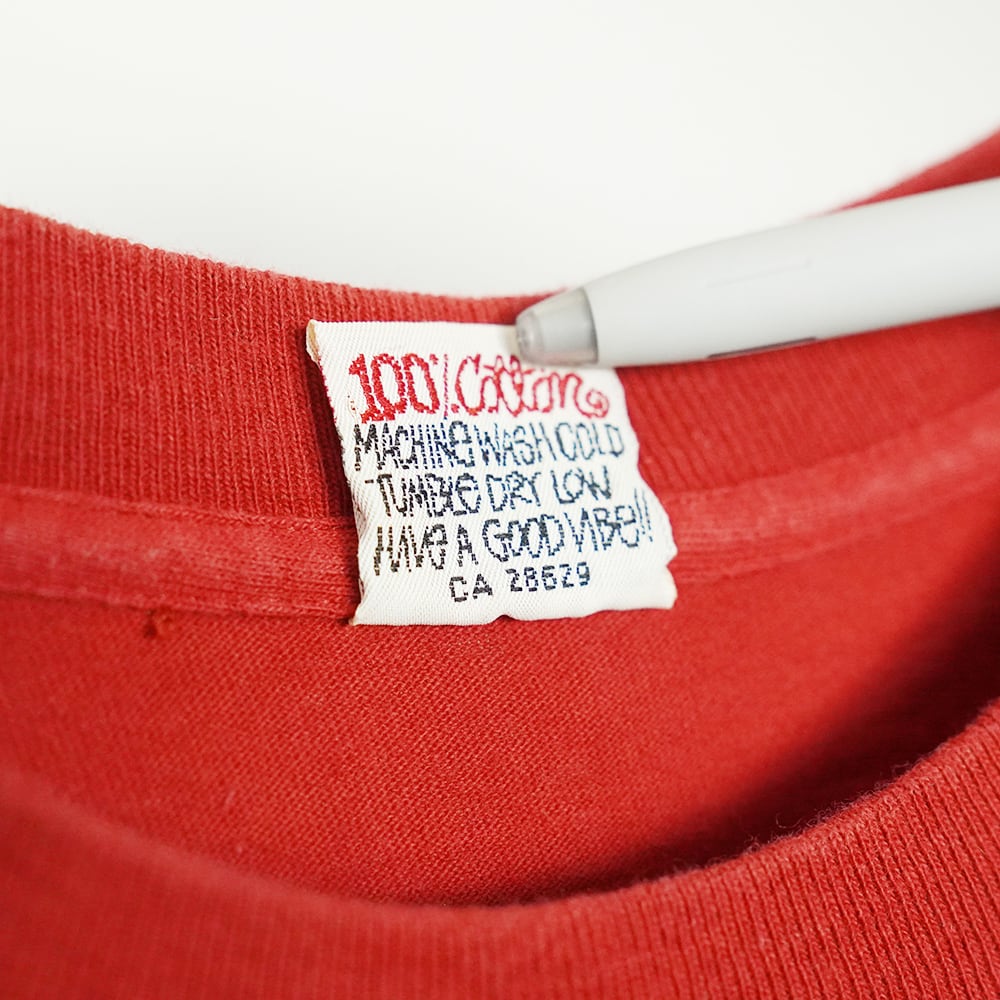 100% Cotton
MACHINE WASH COLD
TUMBLE DRY LOW
HAVE A GOOD VIBE!!
CA 28629